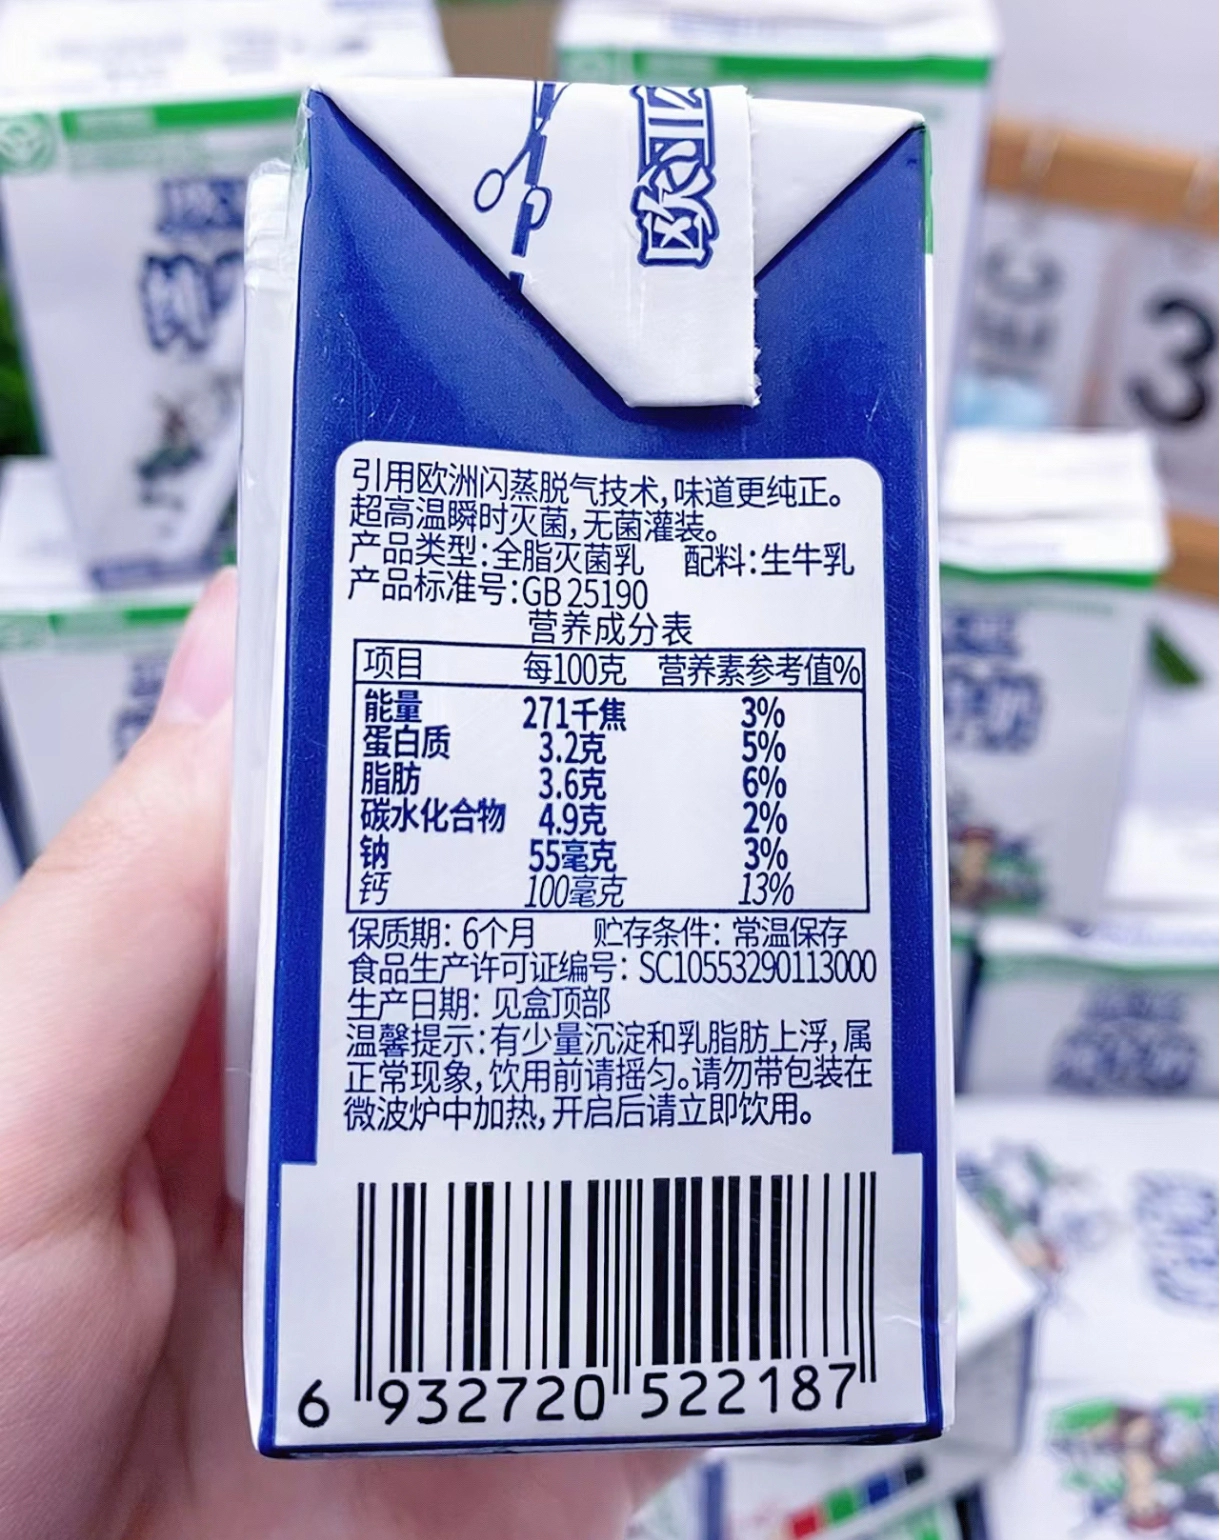 欧亚
引用欧洲闪蒸脱气技术,味道更纯正。
超高温瞬时灭菌,无菌灌装。
产品类型:全脂灭菌乳 配料:生牛乳
产品标准号:GB 25190
营养成分表
项目 每100克 营养素参考值%
能量 271千焦 3%
蛋白质 3.2克 5%
脂肪 3.6克 6%
碳水化合物 4.9克 2%
钠 55毫克 3%
钙 100毫克 13%
保质期: 6个月 贮存条件: 常温保存
食品生产许可证编号: SC10553290113000
生产日期: 见盒顶部
温馨提示:有少量沉淀和乳脂肪上浮,属
正常现象,饮用前请摇匀。请勿带包装在
微波炉中加热,开启后请立即饮用。
6 932720 522187
3